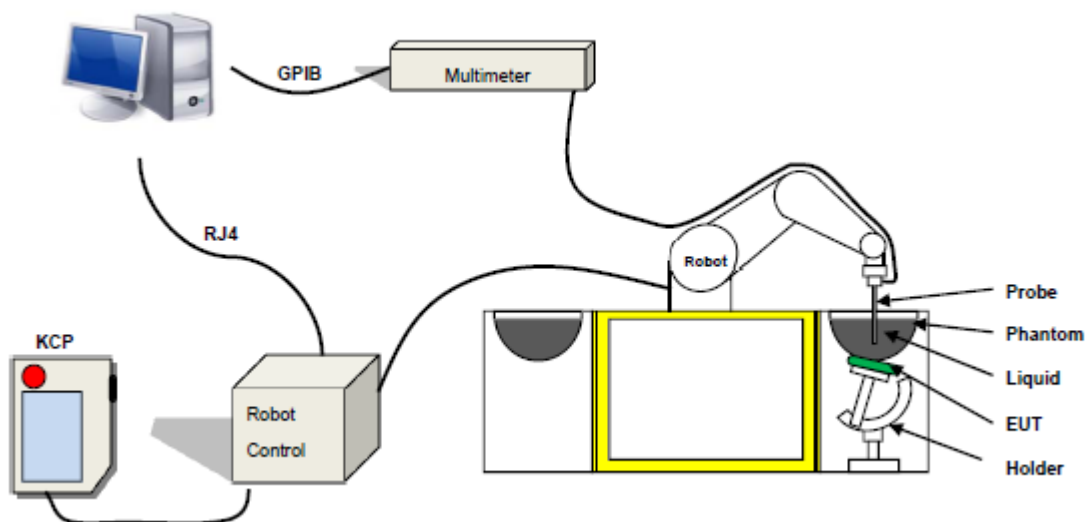 GPIB
Multimeter
RJ4
Robot
KCP
Robot
Control
Probe
Phantom
Liquid
EUT
Holder